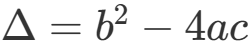 Δ = b² − 4ac